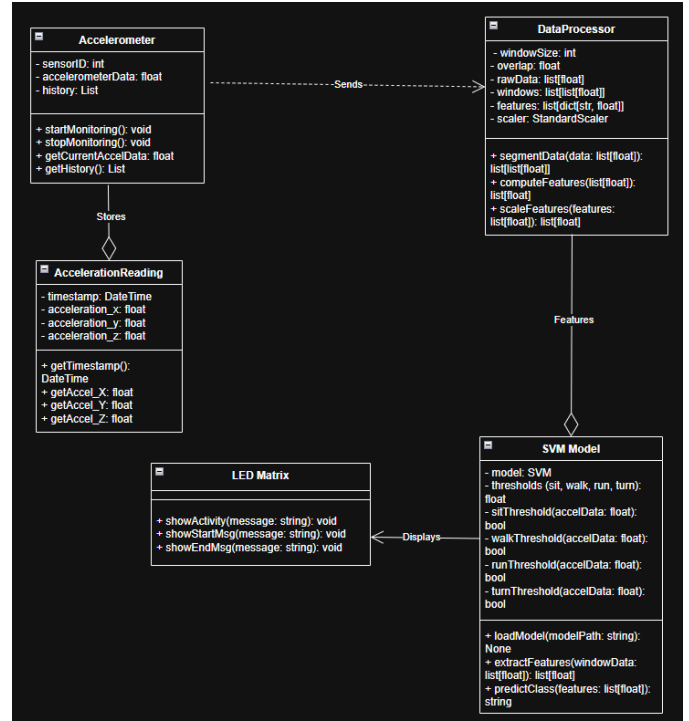 Accelerometer
- sensorID: int
- accelerometerData: float
- history: List
+ startMonitoring(): void
+ stopMonitoring(): void
+ getCurrentAccelData: float
+ getHistory(): List
Sends
DataProcessor
- windowSize: int
- overlap: float
- rawData: list[float]
- windows: list[list[float]]
- features: list[dict[str, float]]
- scaler: StandardScaler
+ segmentData(data: list[float]):
list[list[float]]
+ computeFeatures(list[float]):
list[float]
+ scaleFeatures(features:
list[float]): list[float]
Stores
AccelerationReading
- timestamp: DateTime
- acceleration_x: float
- acceleration_y: float
- acceleration_z: float
+ getTimestamp():
DateTime
+ getAccel_X: float
+ getAccel_Y: float
+ getAccel_Z: float
Features
LED Matrix
+ showActivity(message: string): void
+ showStartMsg(message: string): void
+ showEndMsg(message: string): void
Displays
SVM Model
- model: SVM
- thresholds (sit, walk, run, turn):
float
- sitThreshold(accelData: float):
bool
- walkThreshold(accelData: float):
bool
- runThreshold(accelData: float):
bool
- turnThreshold(accelData: float):
bool
+ loadModel(modelPath: string):
None
+ extractFeatures(windowData:
list[float]): list[float]
+ predictClass(features: list[float]):
string